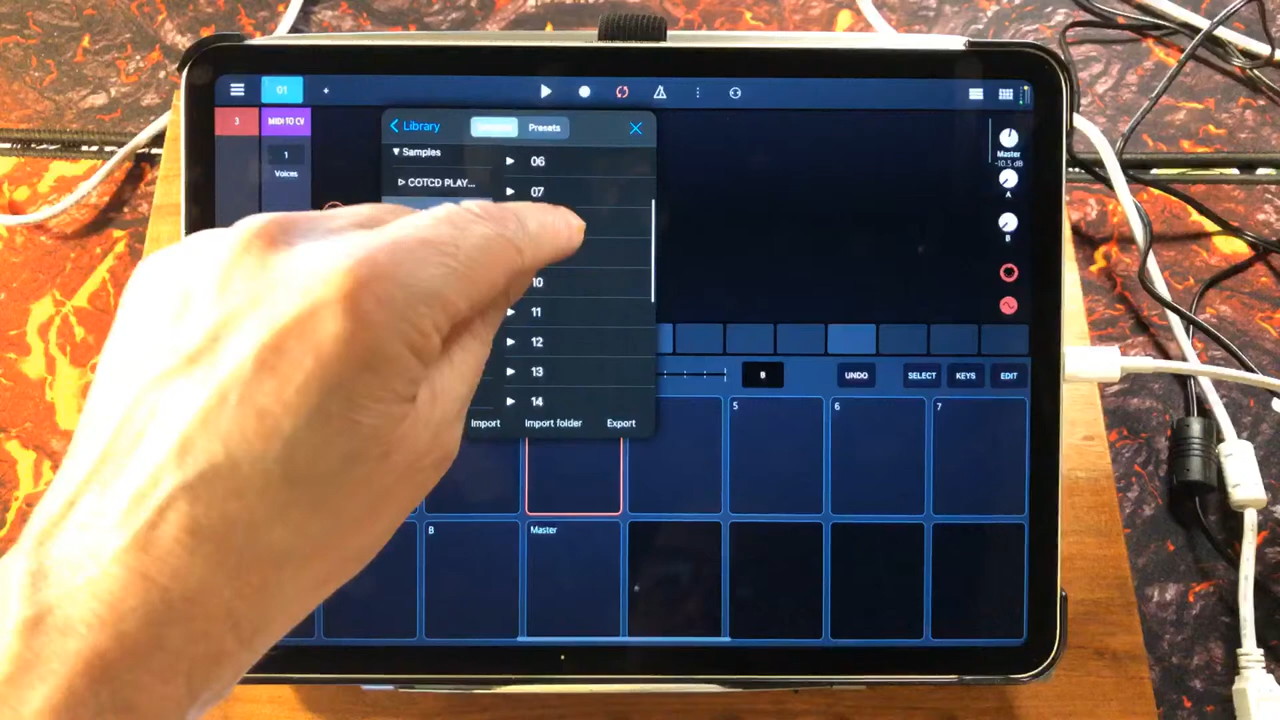 01 +
3 MIDI TO CV
1
Voices
Library Presets
Samples
COTCD PLAY...
06
07
10
11
12
13
14
Import Import folder Export
Master
-10.5 dB
A
B
B UNDO SELECT KEYS EDIT
5 6 7
B Master